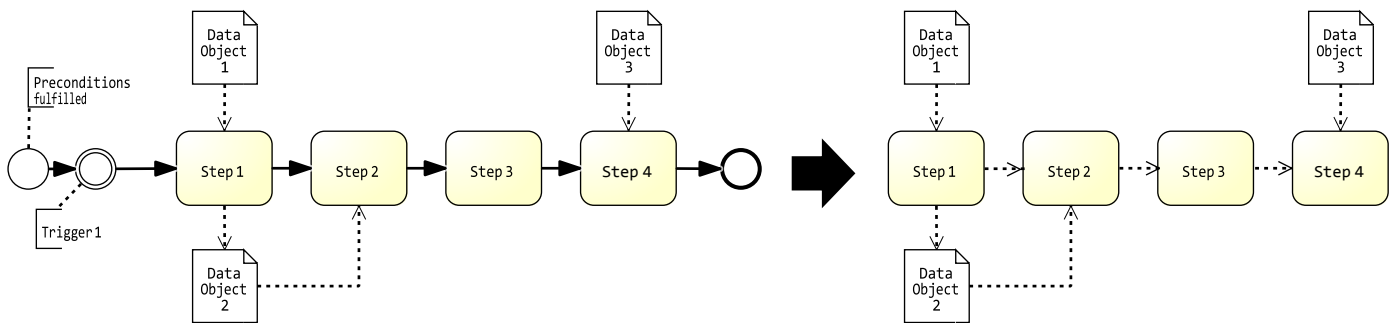 Data
Object
1
Data
Object
3
Preconditions
fulfilled
Step 1
Step 2
Step 3
Step 4
Trigger 1
Data
Object
2
Data
Object
1
Data
Object
3
Step 1
Step 2
Step 3
Step 4
Data
Object
2